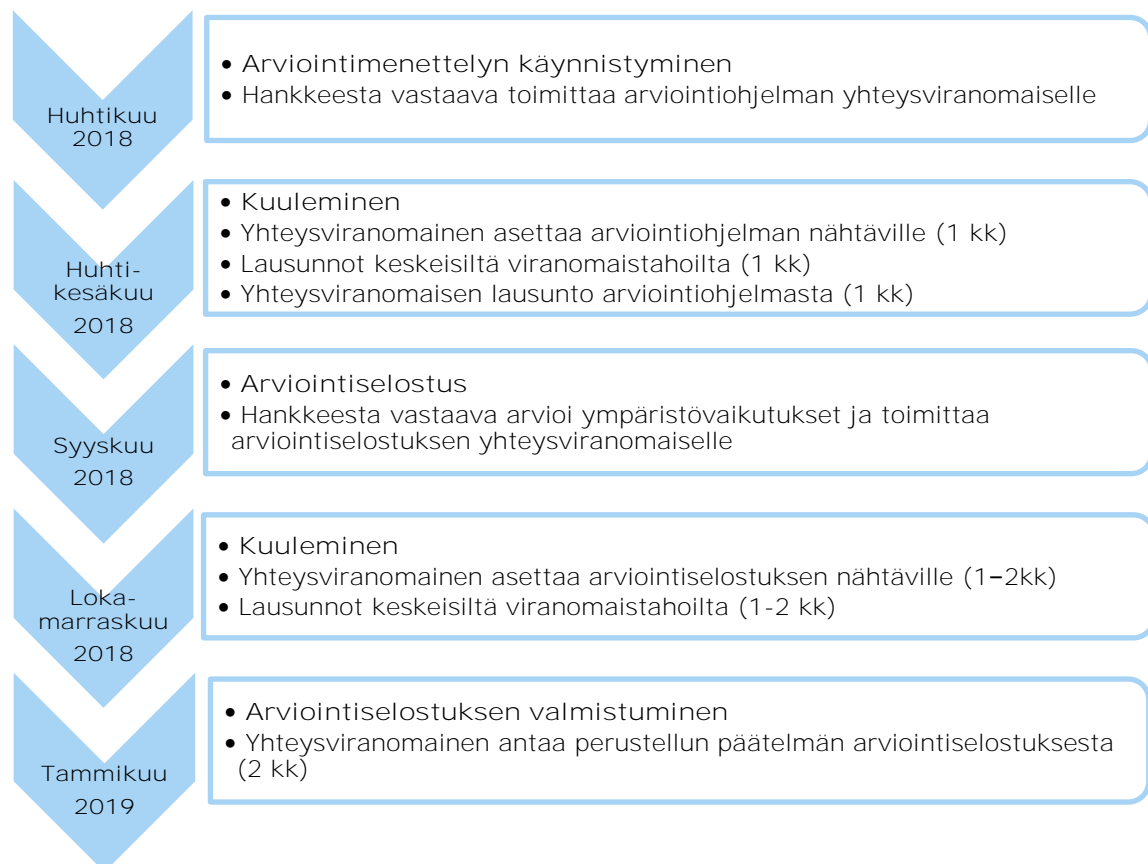 Huhtikuu
2018
• Arviointimenettelyn käynnistyminen
• Hankkeesta vastaava toimittaa arviointiohjelman yhteysviranomaiselle
Huhti-
kesäkuu
2018
• Kuuleminen
• Yhteysviranomainen asettaa arviointiohjelman nähtäville (1 kk)
• Lausunnot keskeisiltä viranomaistahoilta (1 kk)
• Yhteysviranomaisen lausunto arviointiohjelmasta (1 kk)
Syyskuu
2018
• Arviointiselostus
• Hankkeesta vastaava arvioi ympäristövaikutukset ja toimittaa
arviointiselostuksen yhteysviranomaiselle
Loka-
marraskuu
2018
• Kuuleminen
• Yhteysviranomainen asettaa arviointiselostuksen nähtäville (1–2kk)
• Lausunnot keskeisiltä viranomaistahoilta (1-2 kk)
Tammikuu
2019
• Arviointiselostuksen valmistuminen
• Yhteysviranomainen antaa perustellun päätelmän arviointiselostuksesta
(2 kk)